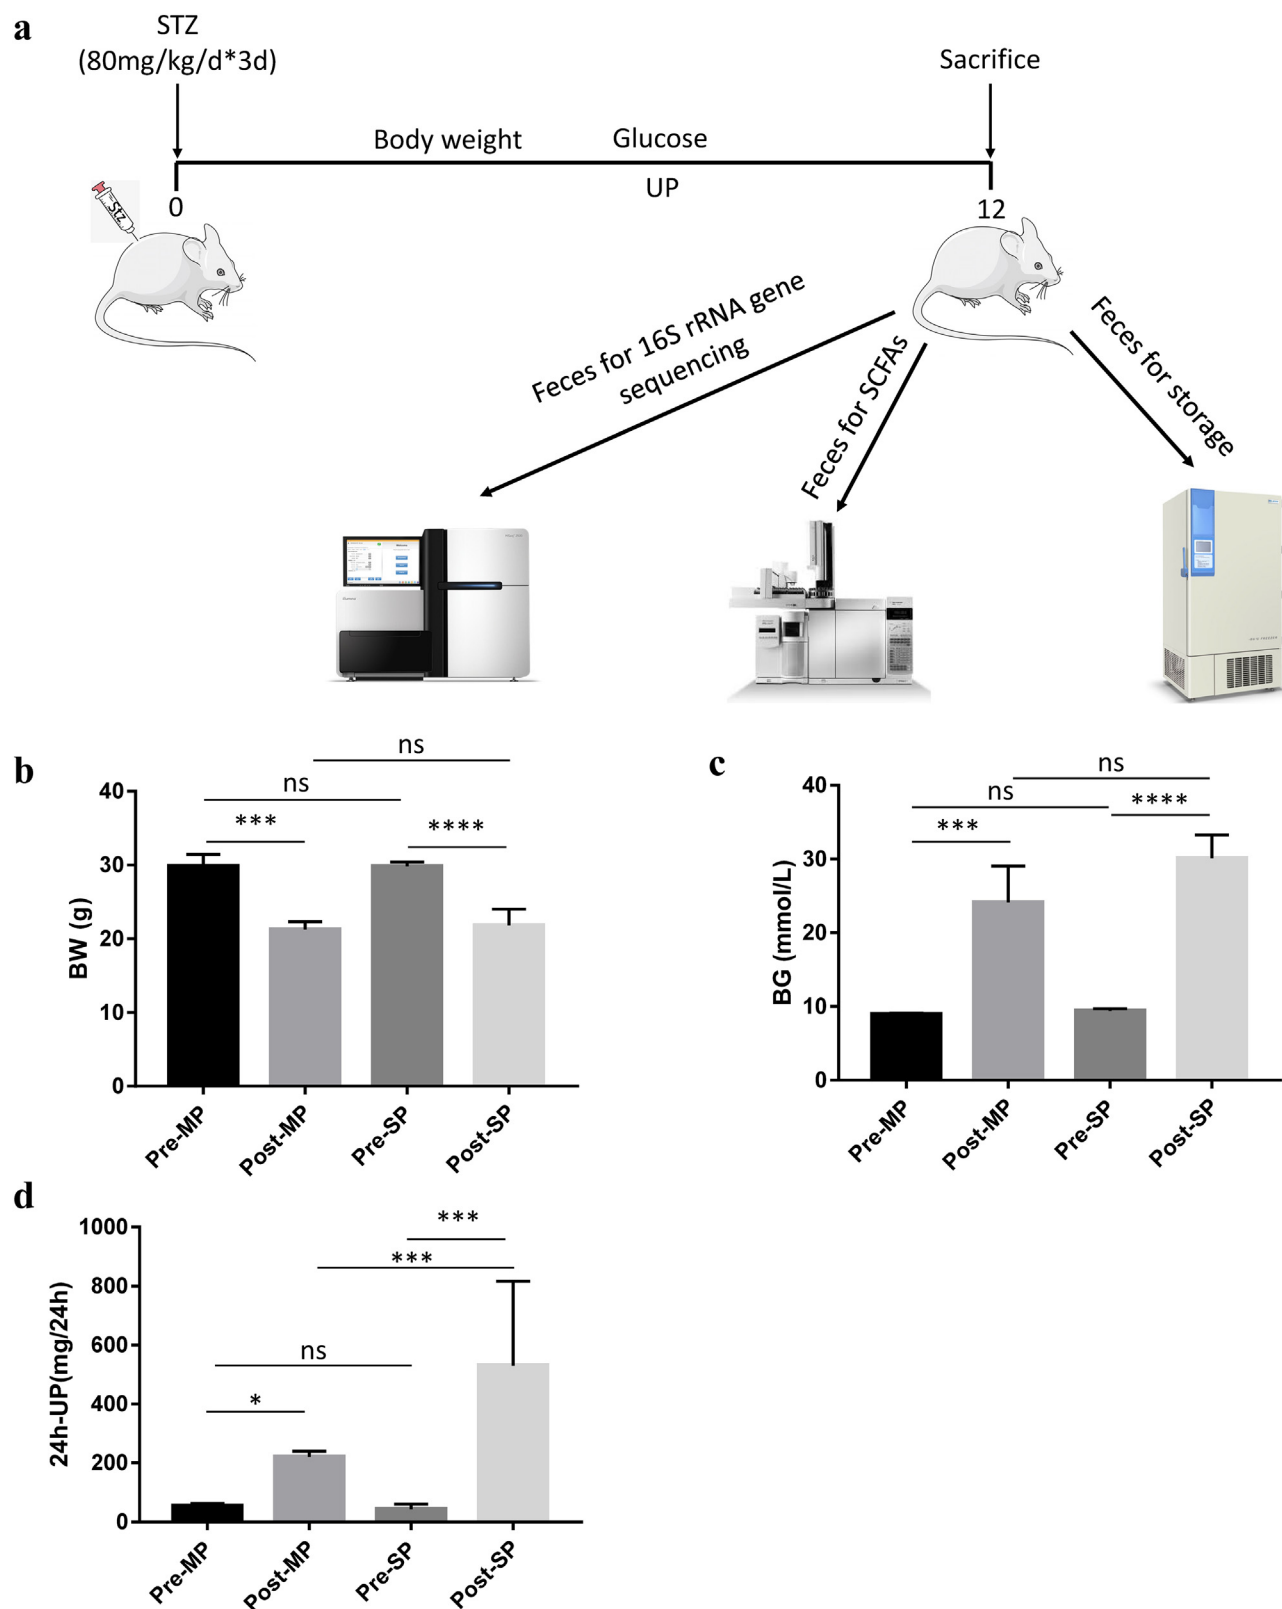 a
STZ
(80mg/kg/d*3d)
Sacrifice
Body weight
Glucose
UP
0
12
Stz
Feces for 16S rRNA gene
sequencing
Feces for SCFAs
Feces for storage
b
ns
ns
***
****
40
30
20
10
0
BW (g)
Pre-MP
Post-MP
Pre-SP
Post-SP
c
ns
ns
****
***
40
30
20
10
0
BG (mmol/L)
Pre-MP
Post-MP
Pre-SP
Post-SP
d
***
***
ns
*
1000
800
600
400
200
0
24h-UP(mg/24h)
Pre-MP
Post-MP
Pre-SP
Post-SP